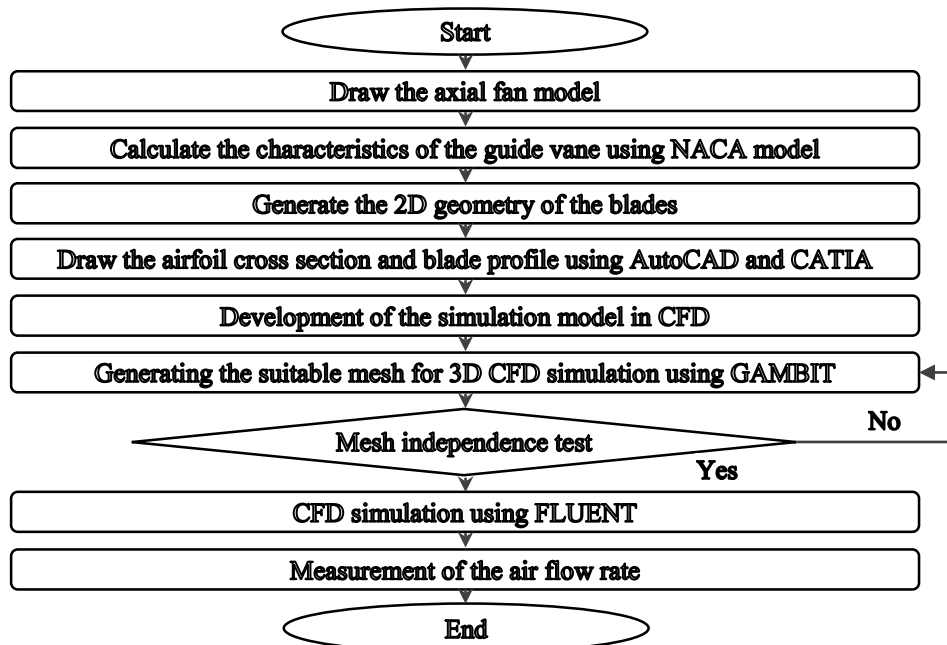 Start
Draw the axial fan model
Calculate the characteristics of the guide vane using NACA model
Generate the 2D geometry of the blades
Draw the airfoil cross section and blade profile using AutoCAD and CATIA
Development of the simulation model in CFD
Generating the suitable mesh for 3D CFD simulation using GAMBIT
No
Mesh independence test
Yes
CFD simulation using FLUENT
Measurement of the air flow rate
End